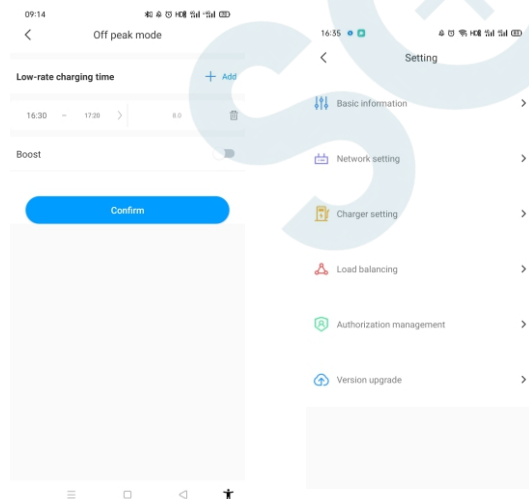 09:14
Off peak mode
Low-rate charging time
+ Add
16:30 – 17:28
8.0
Boost
Confirm
16:35
Setting
Basic information
Network setting
Charger setting
Load balancing
Authorization management
Version upgrade